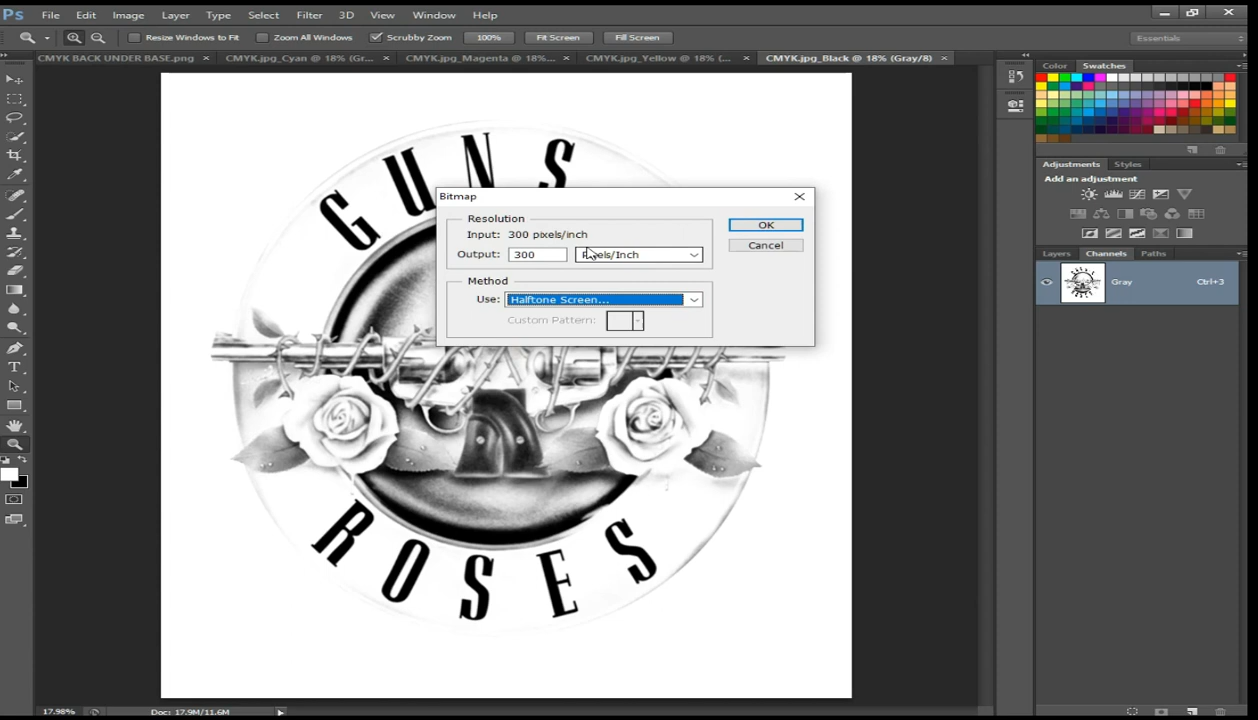 Ps File Edit Image Layer Type Select Filter 3D View Window Help
Resize Windows to Fit Zoom All Windows Scrubby Zoom 100% Fit Screen Fill Screen Essentials
CMYK BACK UNDER BASE.png × CMYK.jpg_Cyan @ 18% (Gr... × CMYK.jpg_Magenta @ 18%... × CMYK.jpg_Yellow @ 18% (... × CMYK.jpg_Black @ 18% (Gray/8) ×
Color Swatches
GUNS
Bitmap
Resolution
Input: 300 pixels/inch
Output: 300 Pixels/Inch
Method
Use: Halftone Screen...
Custom Pattern:
OK
Cancel
ROSES
Adjustments Styles
Add an adjustment
Layers Channels Paths
Gray Ctrl+3
17.98% Doc: 17.9M/11.6M